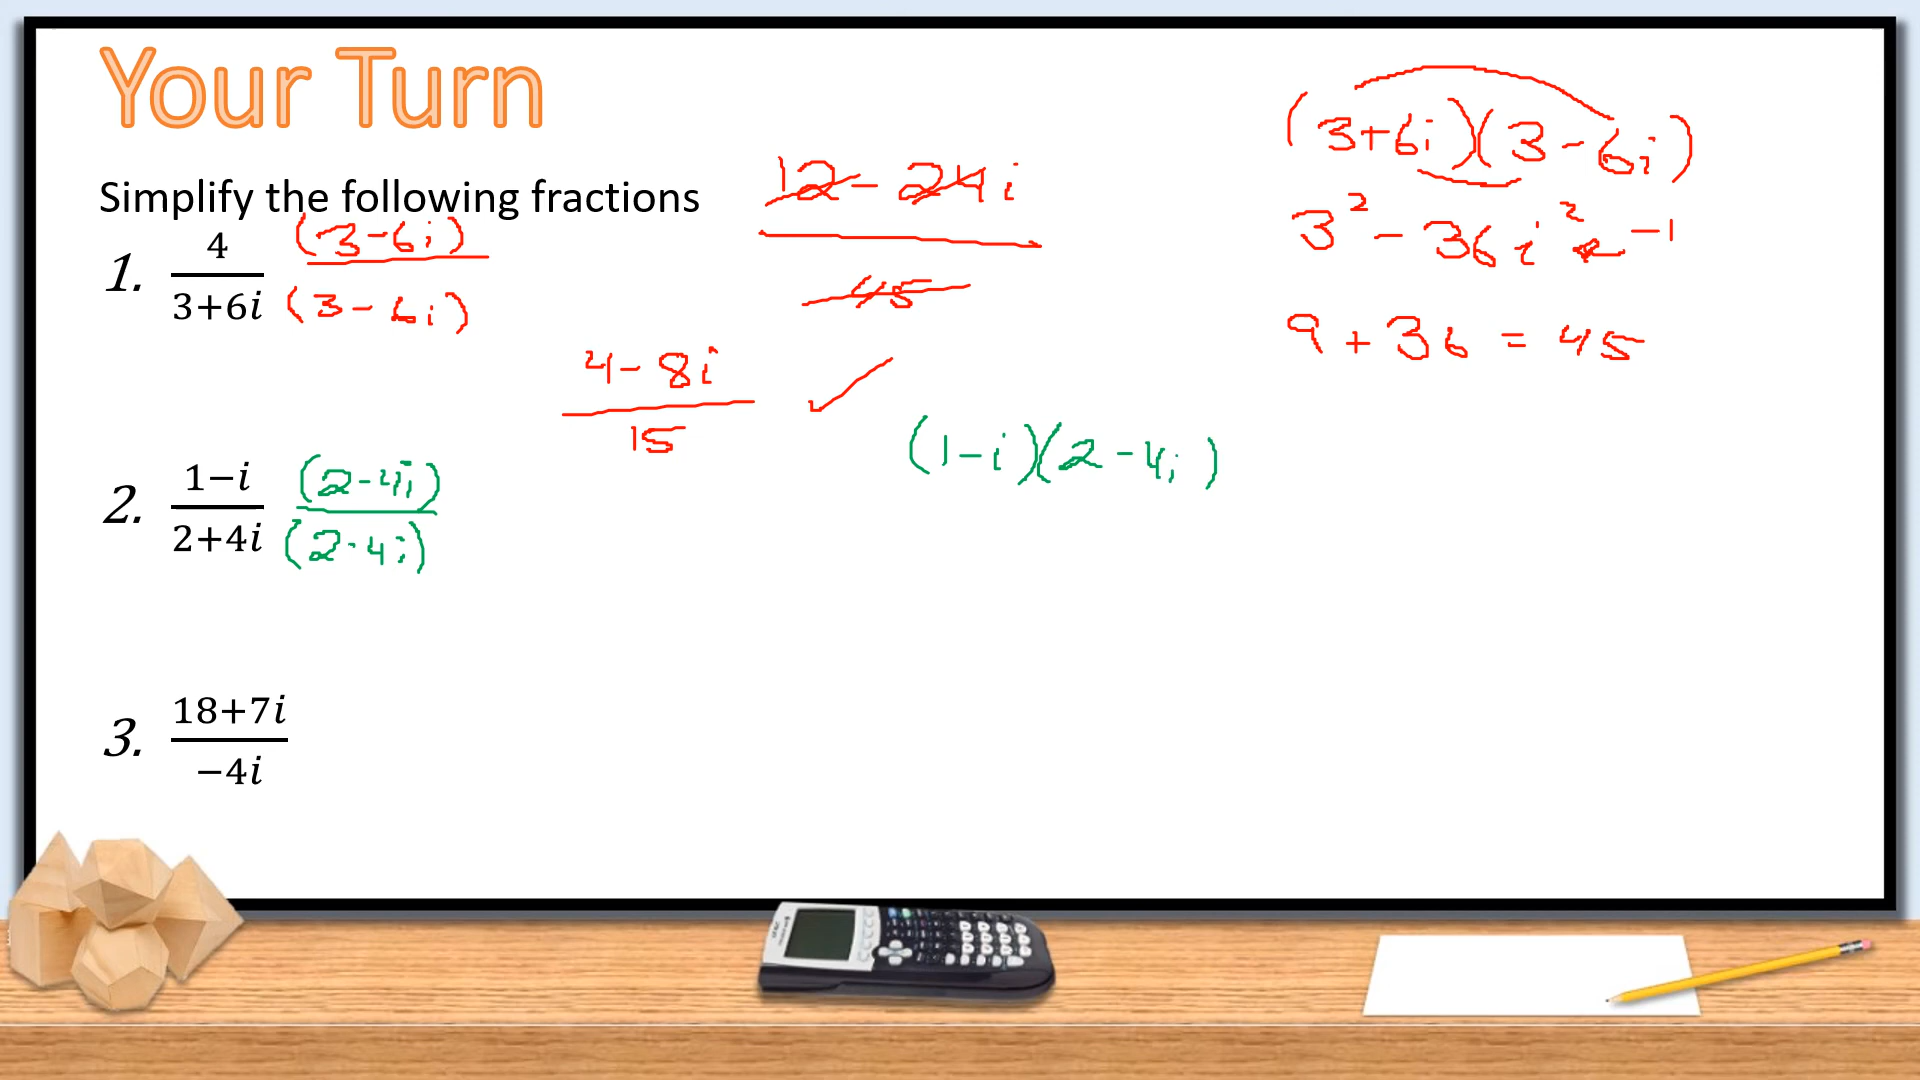 Your Turn
Simplify the following fractions
1. 4/(3+6i) (3-6i)/(3-6i)
12 - 24i
45
4 - 8i
15
(3+6i)(3-6i)
3² - 36i² ← -1
9 + 36 = 45
2. (1−i)/(2+4i) (2-4i)/(2-4i)
(1-i)(2-4i)
3. (18+7i)/(−4i)